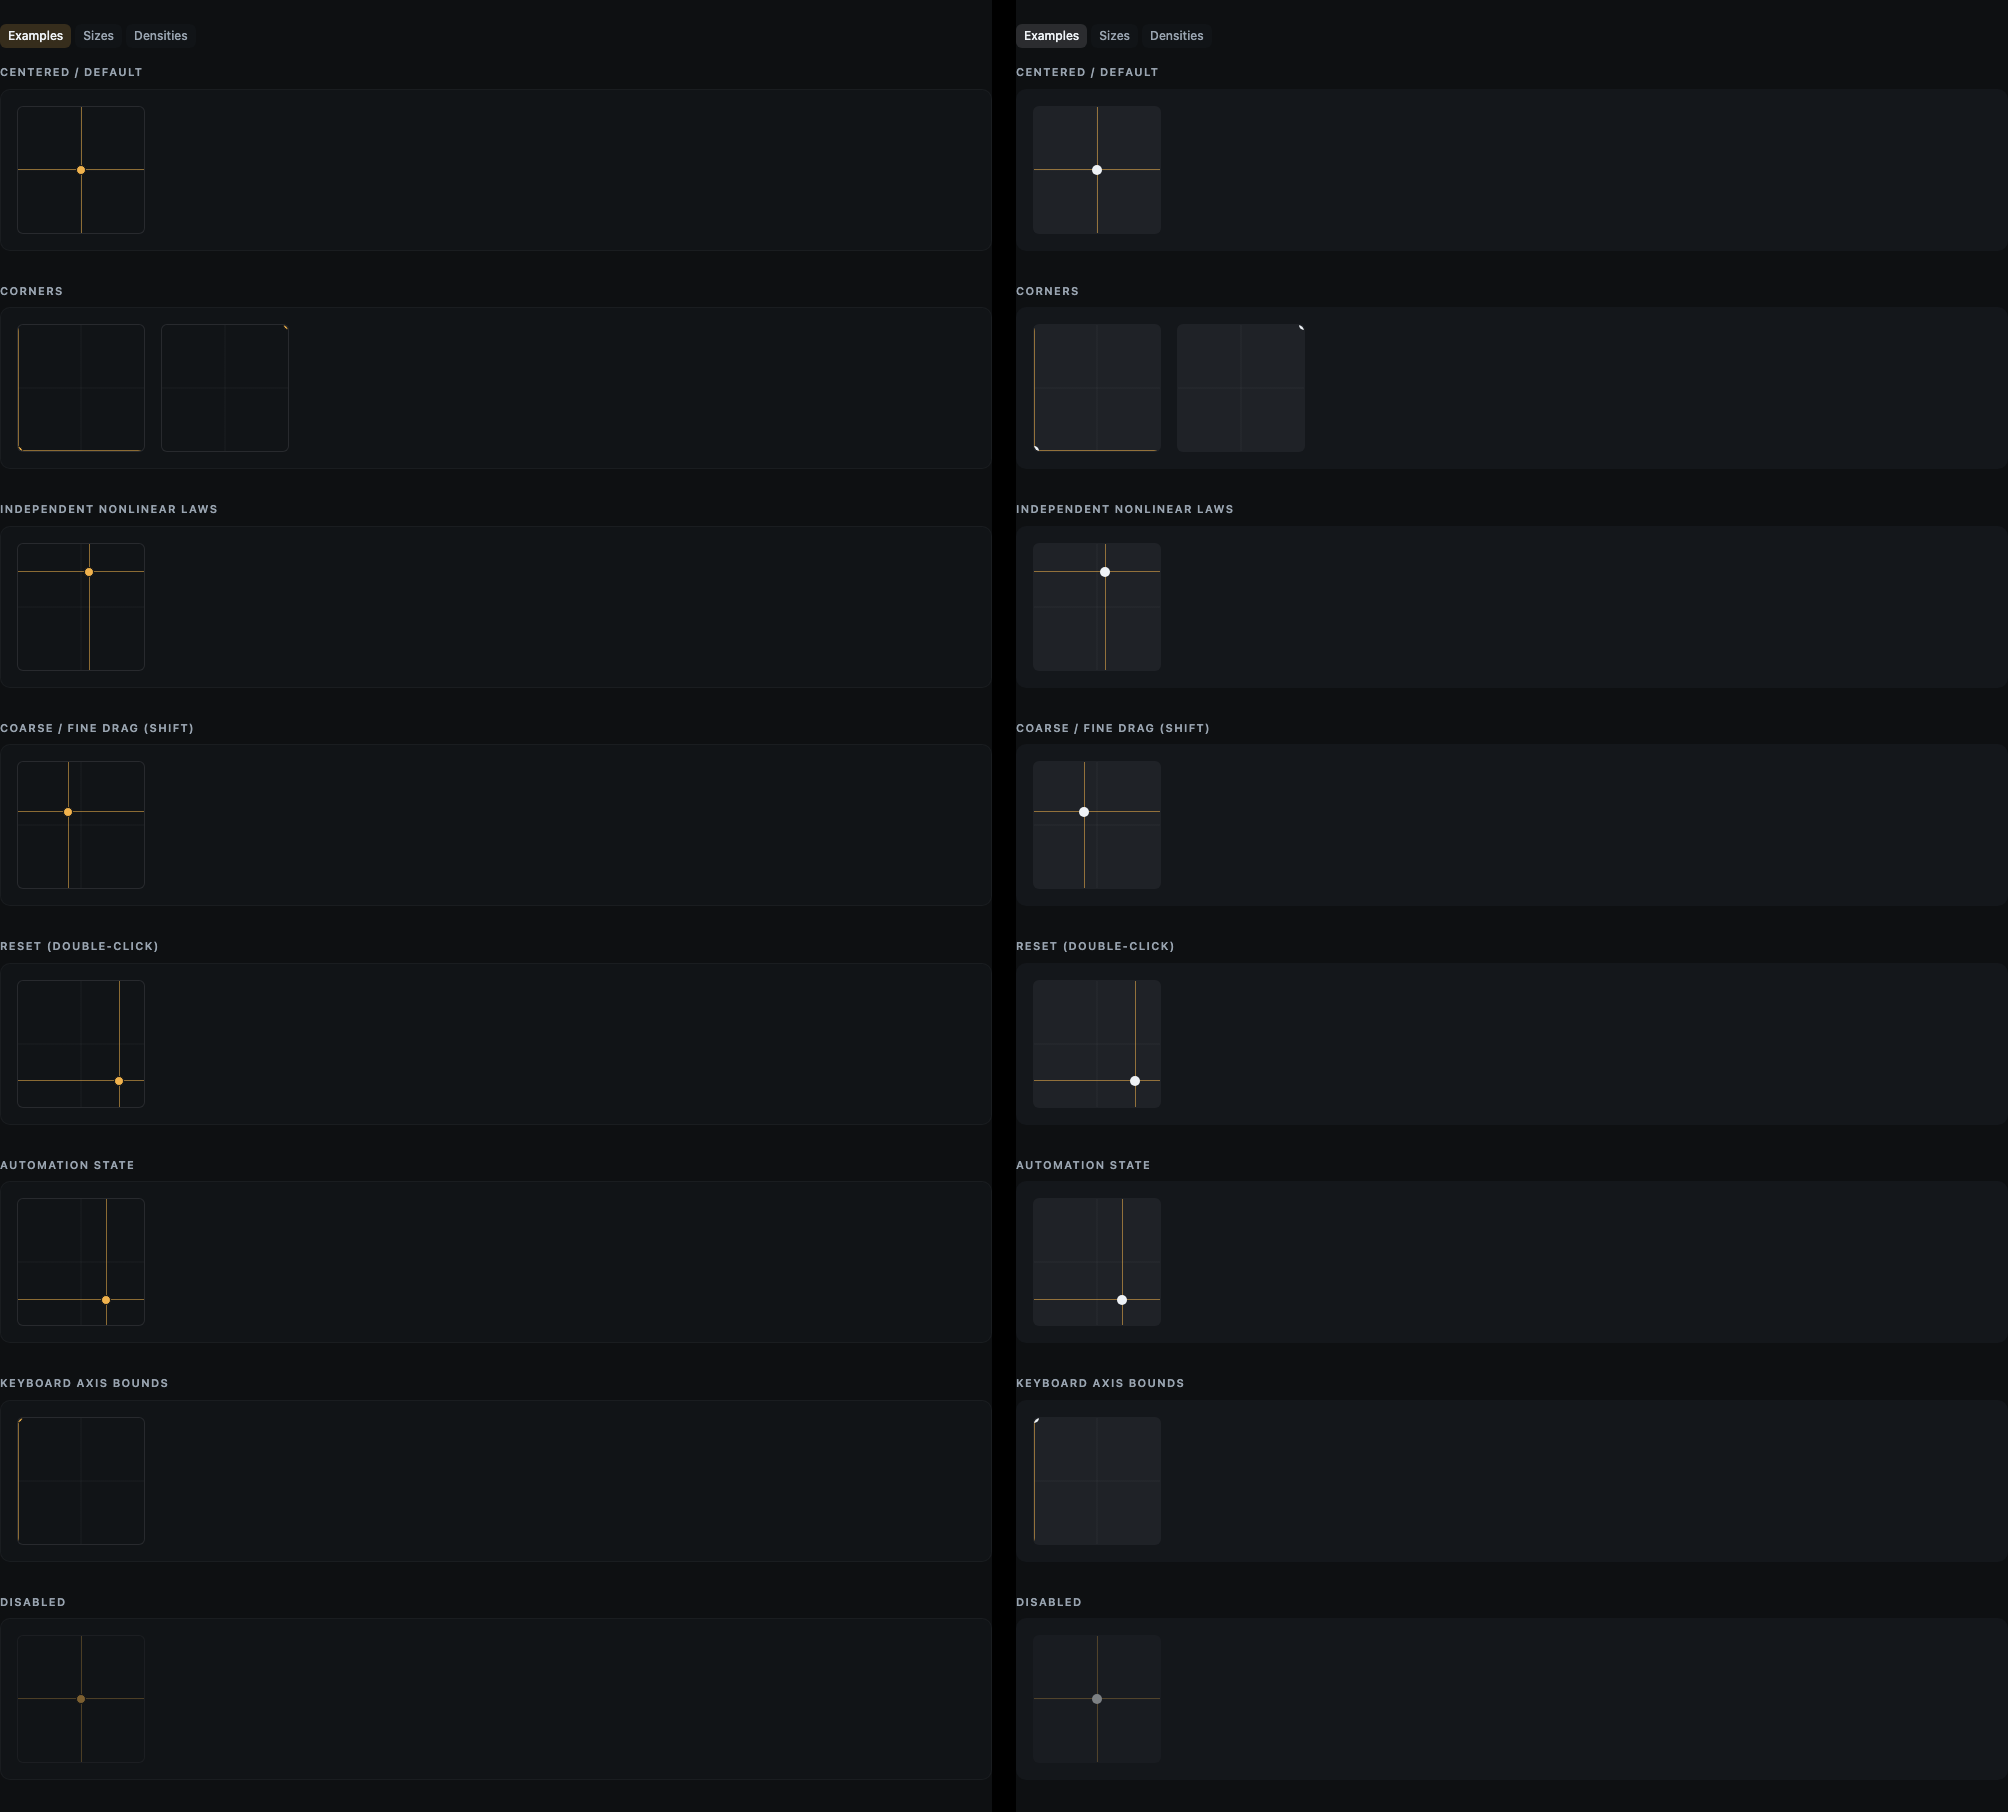 Examples Sizes Densities
CENTERED / DEFAULT
CORNERS
INDEPENDENT NONLINEAR LAWS
COARSE / FINE DRAG (SHIFT)
RESET (DOUBLE-CLICK)
AUTOMATION STATE
KEYBOARD AXIS BOUNDS
DISABLED
Examples Sizes Densities
CENTERED / DEFAULT
CORNERS
INDEPENDENT NONLINEAR LAWS
COARSE / FINE DRAG (SHIFT)
RESET (DOUBLE-CLICK)
AUTOMATION STATE
KEYBOARD AXIS BOUNDS
DISABLED